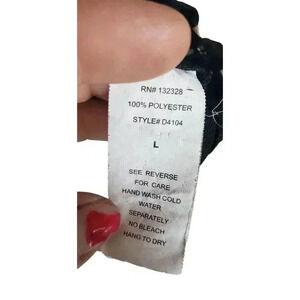 RN# 132328
100% POLYESTER
STYLE# D4104
L
SEE REVERSE
FOR CARE
HAND WASH COLD
WATER
SEPARATELY
NO BLEACH
HANG TO DRY